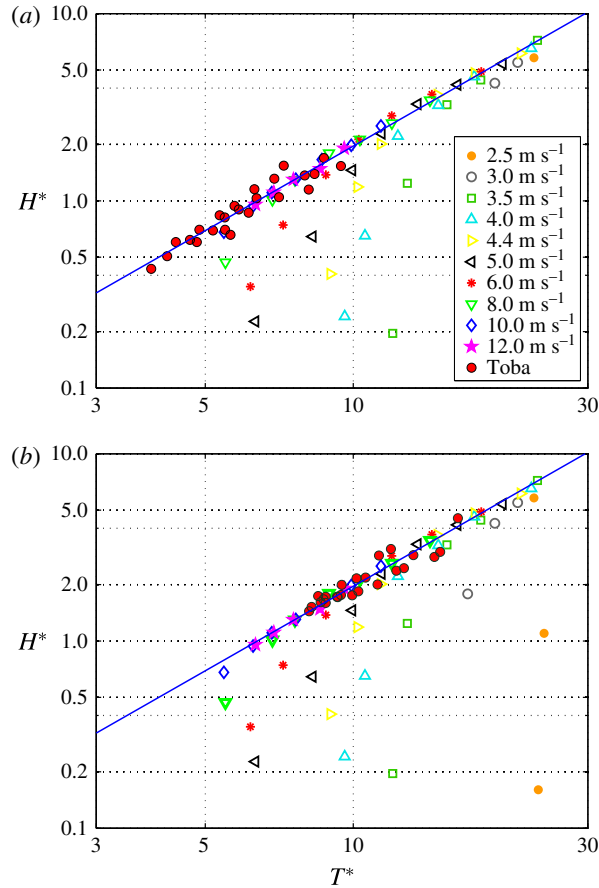 (a)
10.0
5.0
2.0
H* 1.0
0.5
0.2
0.1
3 5 10 30
2.5 m s⁻¹
3.0 m s⁻¹
3.5 m s⁻¹
4.0 m s⁻¹
4.4 m s⁻¹
5.0 m s⁻¹
6.0 m s⁻¹
8.0 m s⁻¹
10.0 m s⁻¹
12.0 m s⁻¹
Toba
(b)
10.0
5.0
2.0
H* 1.0
0.5
0.2
0.1
3 5 10 30
T*